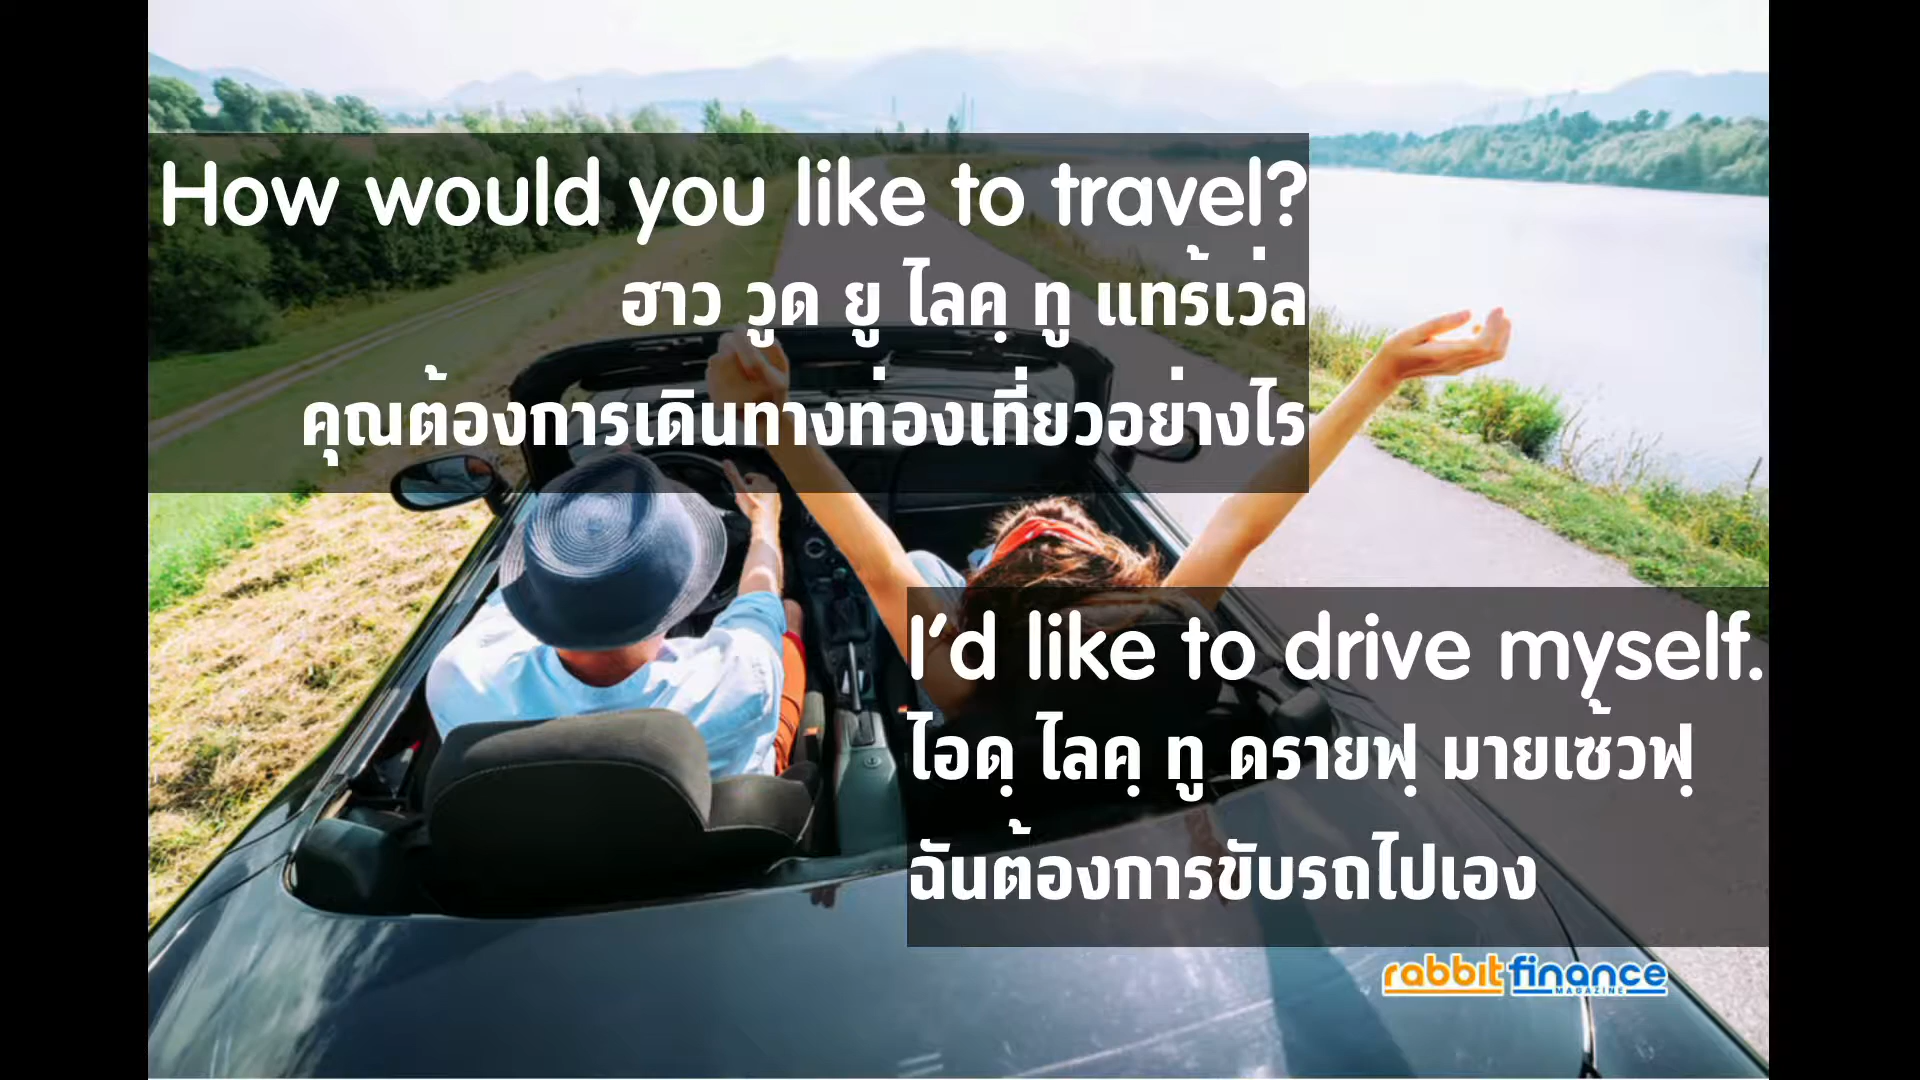 How would you like to travel?
ฮาว วูด ยู ไลคฺ ทู แทร้เว่ล
คุณต้องการเดินทางท่องเที่ยวอย่างไร
I'd like to drive myself.
ไอดฺ ไลคฺ ทู ดรายฟฺ มายเซ้วฟฺ
ฉันต้องการขับรถไปเอง
rabbit finance
MAGAZINE